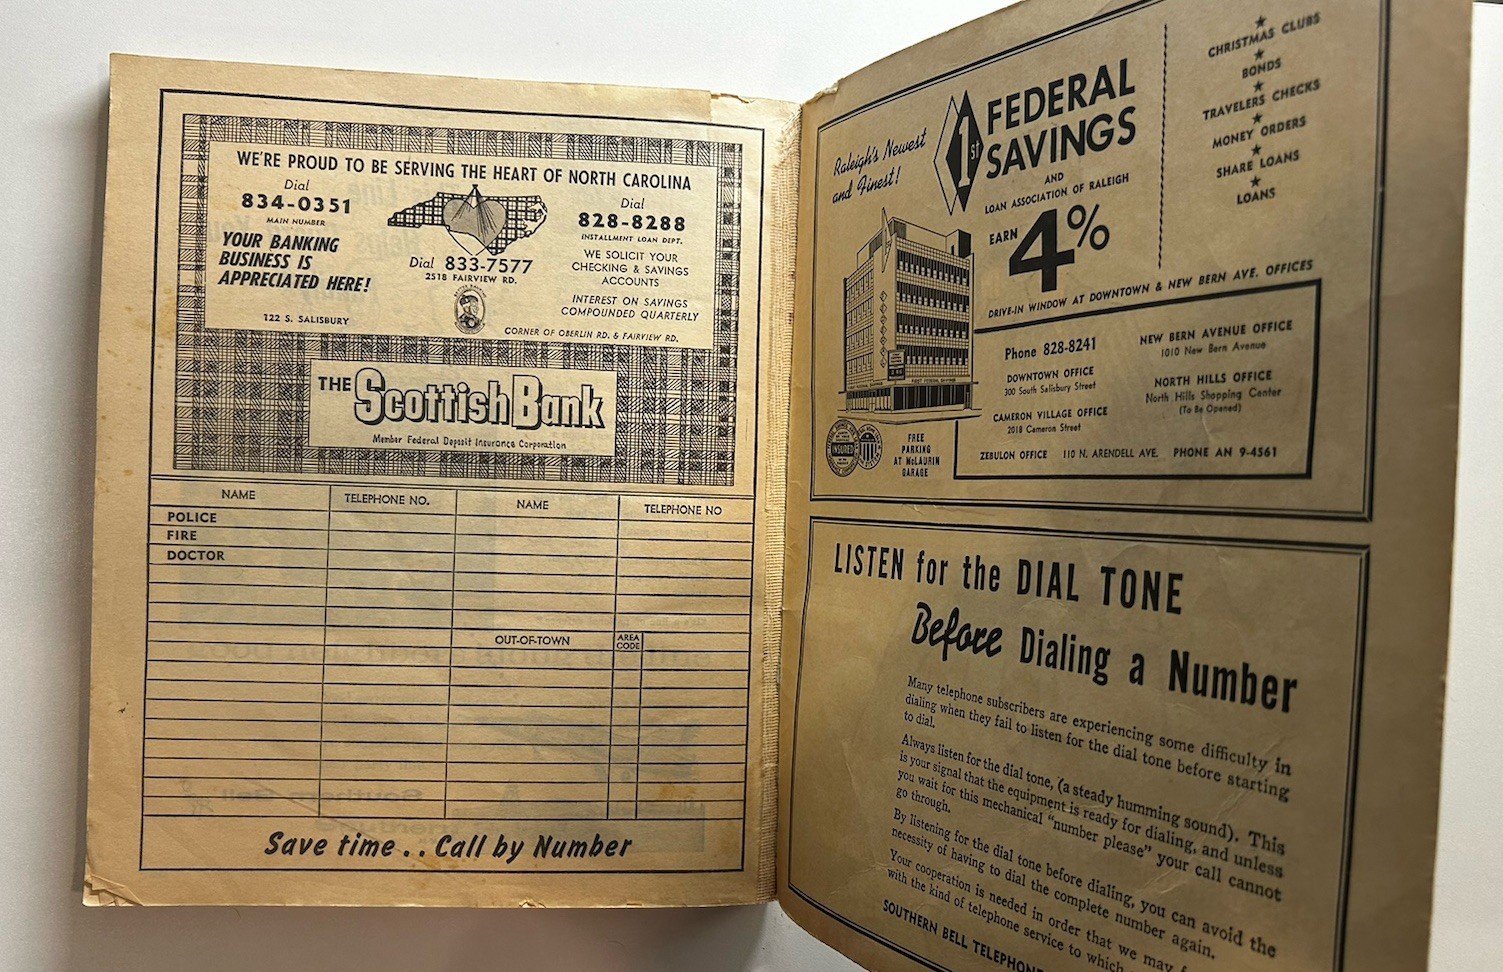 WE'RE PROUD TO BE SERVING THE HEART OF NORTH CAROLINA
Dial
834-0351
MAIN NUMBER
YOUR BANKING
BUSINESS IS
APPRECIATED HERE!
122 S. SALISBURY
Dial 833-7577
2518 FAIRVIEW RD.
Dial
828-8288
INSTALLMENT LOAN DEPT.
WE SOLICIT YOUR
CHECKING & SAVINGS
ACCOUNTS
INTEREST ON SAVINGS
COMPOUNDED QUARTERLY
CORNER OF OBERLIN RD. & FAIRVIEW RD.
THE Scottish Bank
Member Federal Deposit Insurance Corporation
NAME TELEPHONE NO. NAME TELEPHONE NO
POLICE
FIRE
DOCTOR
OUT-OF-TOWN AREA
CODE
Save time . . Call by Number
Raleigh's Newest
and Finest!
1st
FEDERAL
SAVINGS
AND
LOAN ASSOCIATION OF RALEIGH
EARN 4%
CHRISTMAS CLUBS
BONDS
TRAVELERS CHECKS
MONEY ORDERS
SHARE LOANS
LOANS
DRIVE-IN WINDOW AT DOWNTOWN & NEW BERN AVE. OFFICES
FIRST FEDERAL SAVINGS
INSURED
FREE
PARKING
AT McLAURIN
GARAGE
Phone 828-8241
DOWNTOWN OFFICE
300 South Salisbury Street
CAMERON VILLAGE OFFICE
2018 Cameron Street
NEW BERN AVENUE OFFICE
1010 New Bern Avenue
NORTH HILLS OFFICE
North Hills Shopping Center
(To Be Opened)
ZEBULON OFFICE 110 N. ARENDELL AVE. PHONE AN 9-4561
LISTEN for the DIAL TONE
Before Dialing a Number
Many telephone subscribers are experiencing some difficulty in
dialing when they fail to listen for the dial tone before starting
to dial.
Always listen for the dial tone, (a steady humming sound). This
is your signal that the equipment is ready for dialing, and unless
you wait for this mechanical "number please" your call cannot
go through.
By listening for the dial tone before dialing, you can avoid the
necessity of having to dial the complete number again.
Your cooperation is needed in order that we may
with the kind of telephone service to which
SOUTHERN BELL TELEPHONE